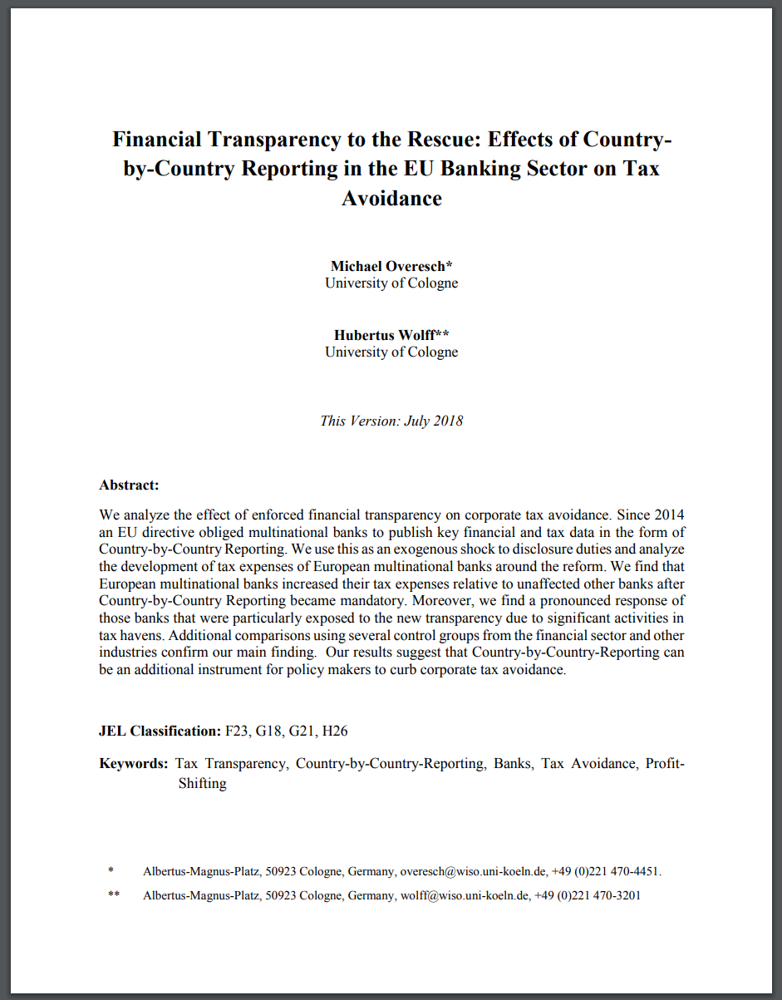 Financial Transparency to the Rescue: Effects of Country-
by-Country Reporting in the EU Banking Sector on Tax
Avoidance
Michael Overesch*
University of Cologne
Hubertus Wolff**
University of Cologne
This Version: July 2018
Abstract:
We analyze the effect of enforced financial transparency on corporate tax avoidance. Since 2014
an EU directive obliged multinational banks to publish key financial and tax data in the form of
Country-by-Country Reporting. We use this as an exogenous shock to disclosure duties and analyze
the development of tax expenses of European multinational banks around the reform. We find that
European multinational banks increased their tax expenses relative to unaffected other banks after
Country-by-Country Reporting became mandatory. Moreover, we find a pronounced response of
those banks that were particularly exposed to the new transparency due to significant activities in
tax havens. Additional comparisons using several control groups from the financial sector and other
industries confirm our main finding.  Our results suggest that Country-by-Country-Reporting can
be an additional instrument for policy makers to curb corporate tax avoidance.
JEL Classification: F23, G18, G21, H26
Keywords: Tax Transparency, Country-by-Country-Reporting, Banks, Tax Avoidance, Profit-
Shifting
* Albertus-Magnus-Platz, 50923 Cologne, Germany, overesch@wiso.uni-koeln.de, +49 (0)221 470-4451.
** Albertus-Magnus-Platz, 50923 Cologne, Germany, wolff@wiso.uni-koeln.de, +49 (0)221 470-3201